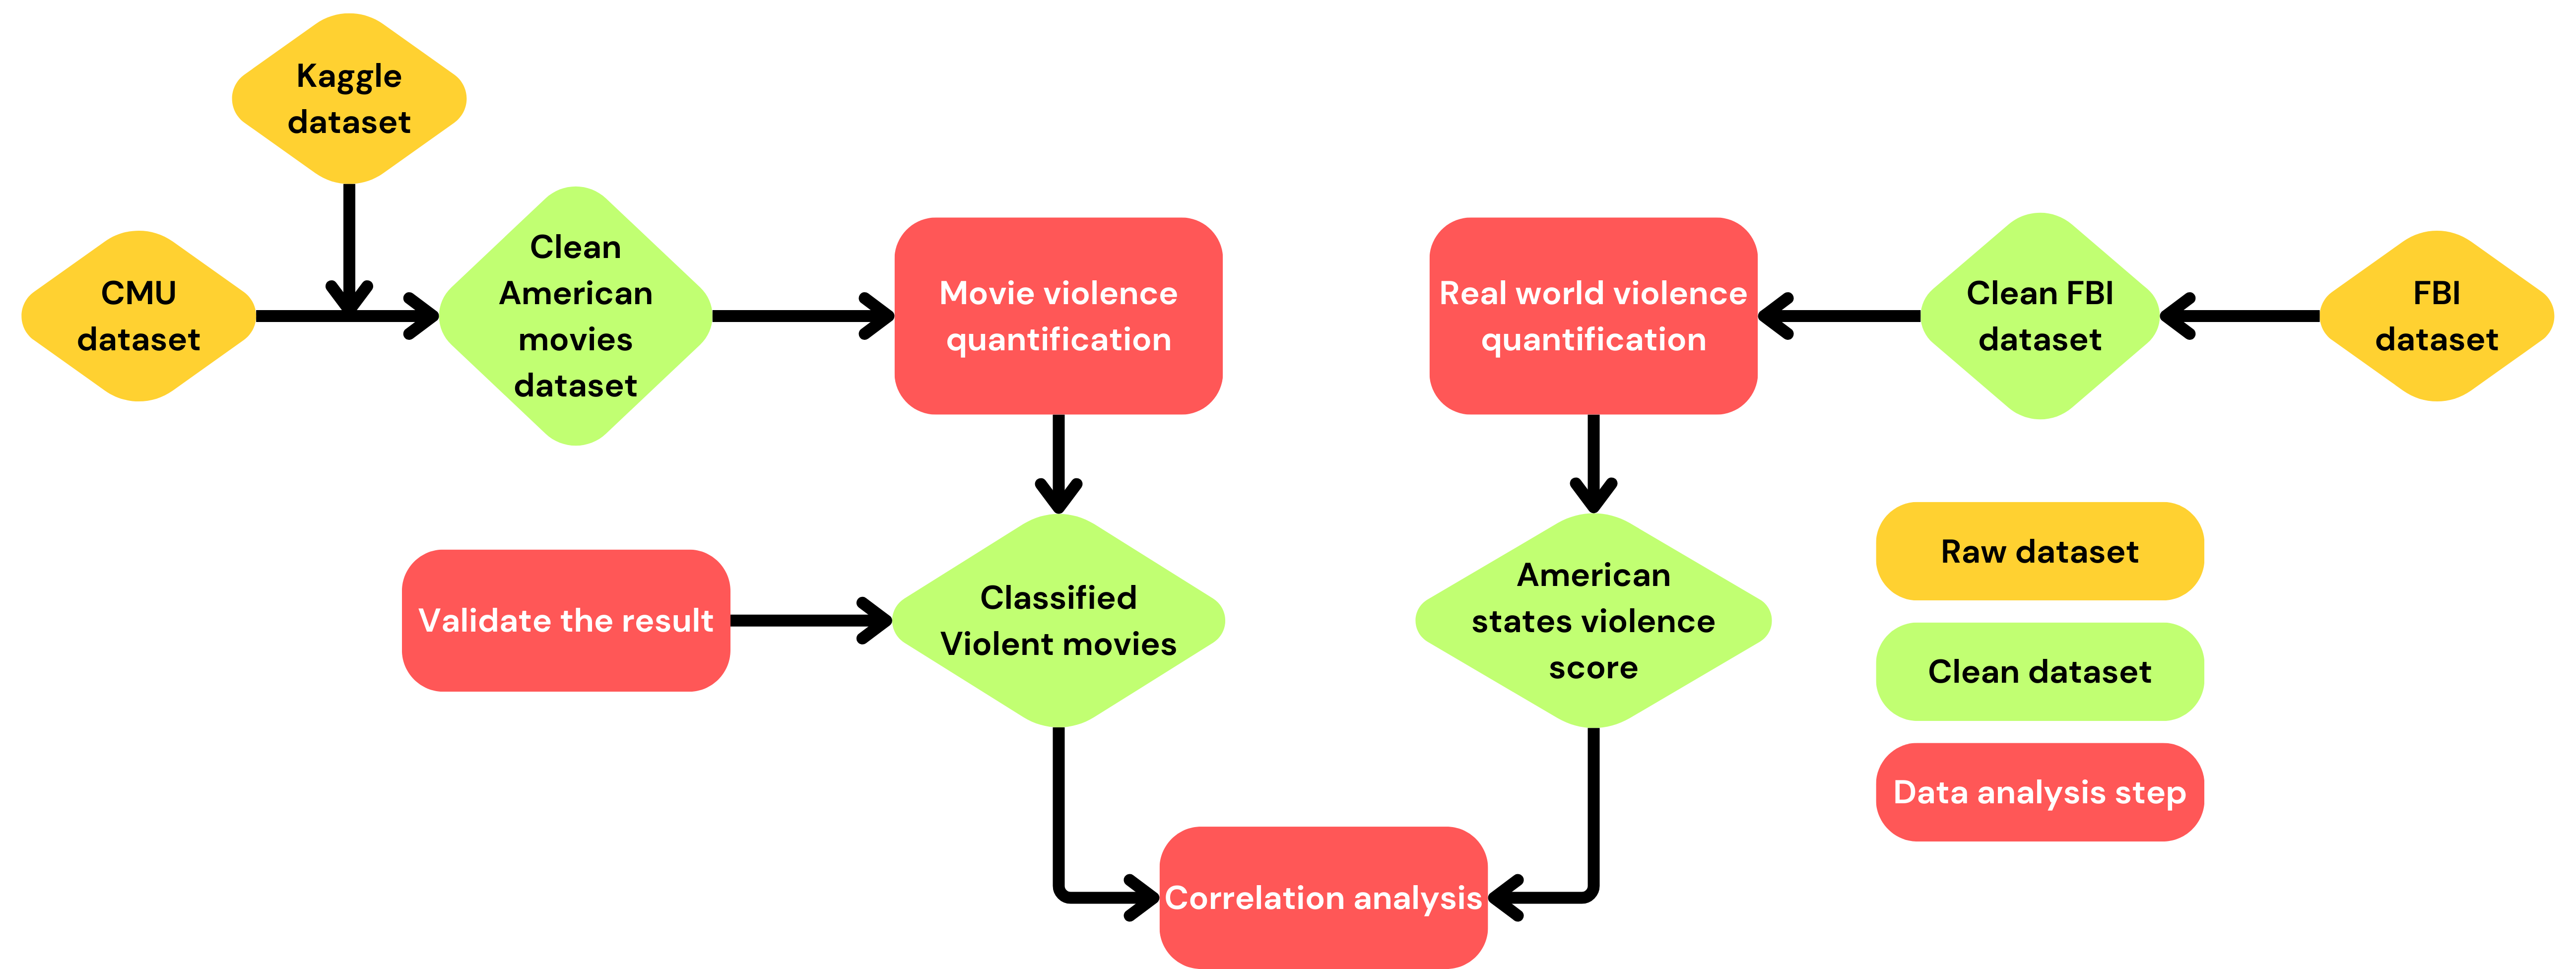 Kaggle
dataset
CMU
dataset
Clean
American
movies
dataset
Movie violence
quantification
Real world violence
quantification
Clean FBI
dataset
FBI
dataset
Validate the result
Classified
Violent movies
American
states violence
score
Raw dataset
Clean dataset
Data analysis step
Correlation analysis